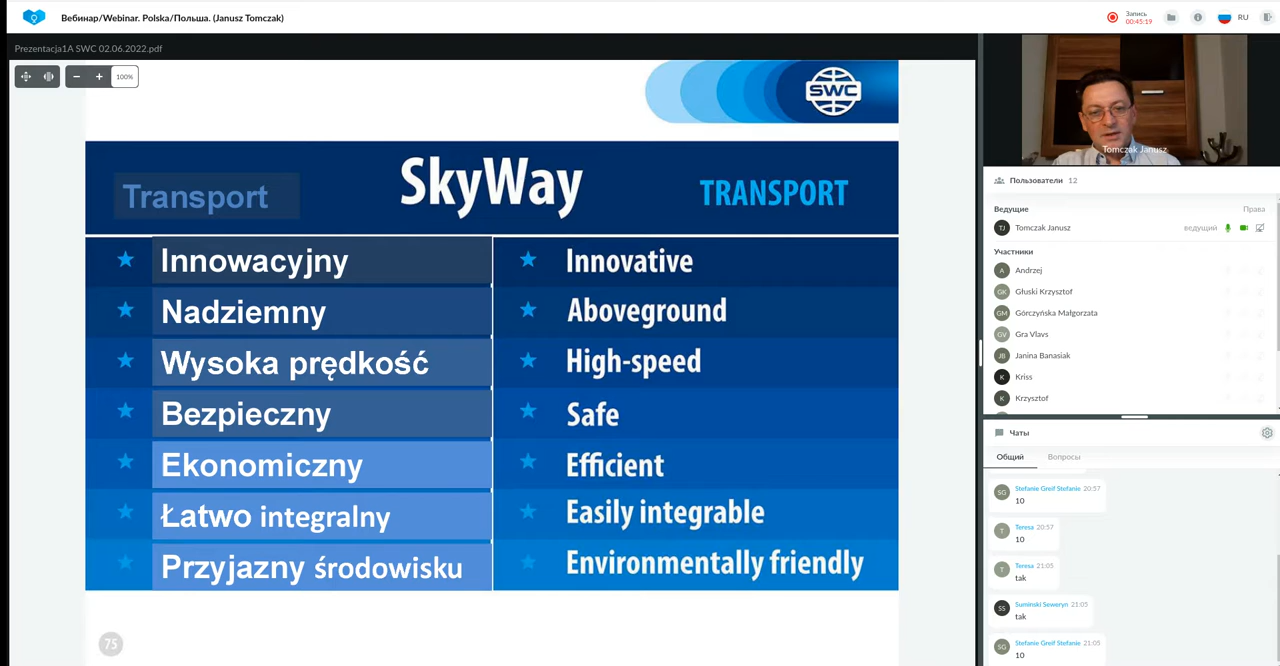 Вебинар/Webinar. Polska/Польша. (Janusz Tomczak)
Запись
00:45:19
RU
Prezentacja1A SWC 02.06.2022.pdf
100%
SWC
Transport
SkyWay
TRANSPORT
Innowacyjny
Innovative
Nadziemny
Aboveground
Wysoka prędkość
High-speed
Bezpieczny
Safe
Ekonomiczny
Efficient
Łatwo integralny
Easily integrable
Przyjazny środowisku
Environmentally friendly
75
Tomczak Janusz
Пользователи 12
Ведущие
Права
TJ Tomczak Janusz ведущий
Участники
A Andrzej
GK Głuski Krzysztof
GM Górczyńska Małgorzata
GV Gra Vlavs
JB Janina Banasiak
K Kriss
K Krzysztof
Чаты
Общий
Вопросы
SG Stefanie Greif Stefanie 20:57
10
T Teresa 20:57
10
T Teresa 21:05
tak
SS Suminski Seweryn 21:05
tak
SG Stefanie Greif Stefanie 21:05
10